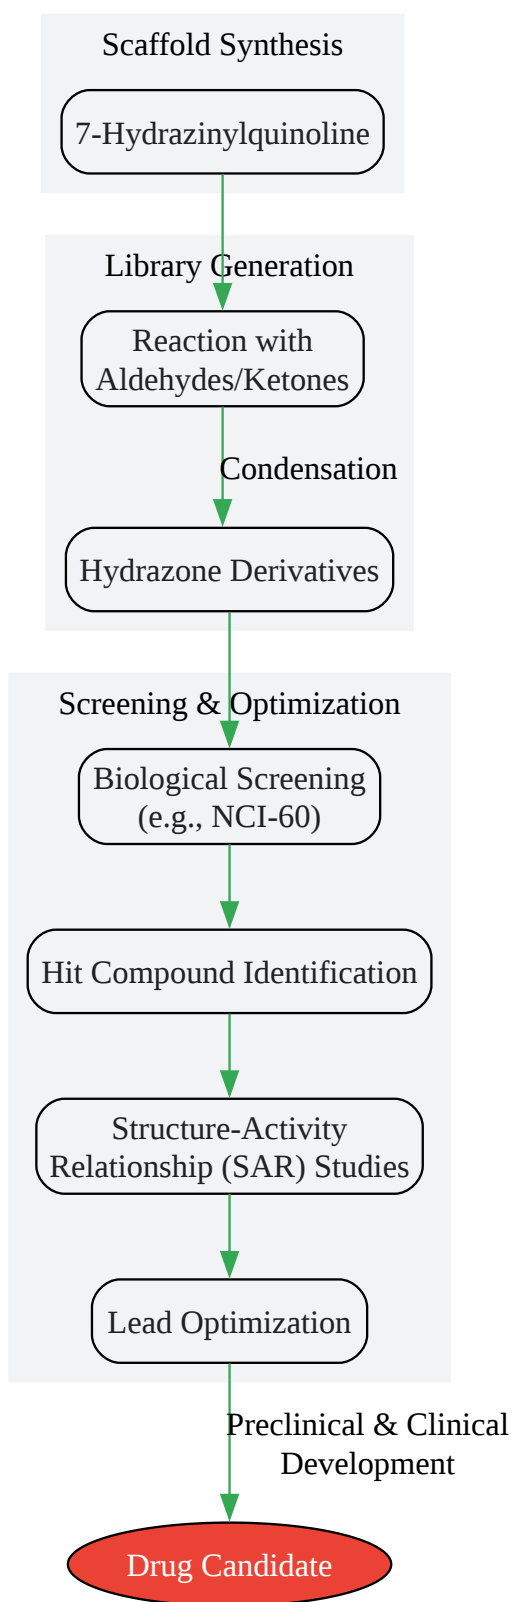 Scaffold Synthesis
7-Hydrazinylquinoline
Library Generation
Reaction with
Aldehydes/Ketones
Condensation
Hydrazone Derivatives
Screening & Optimization
Biological Screening
(e.g., NCI-60)
Hit Compound Identification
Structure-Activity
Relationship (SAR) Studies
Lead Optimization
Preclinical & Clinical
Development
Drug Candidate